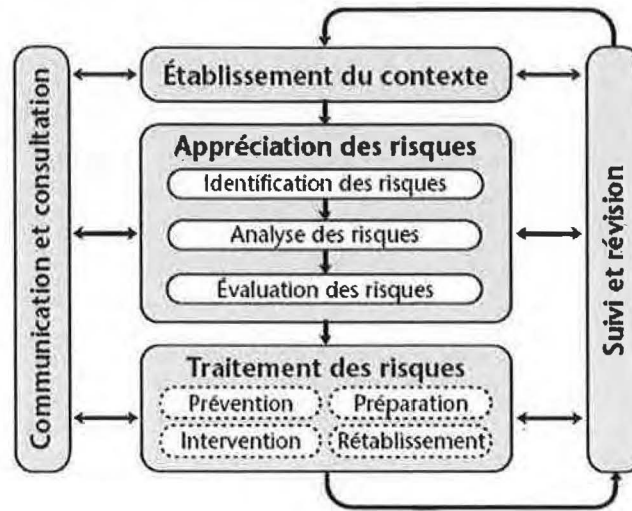 Communication et consultation
Établissement du contexte
Appréciation des risques
Identification des risques
Analyse des risques
Évaluation des risques
Traitement des risques
Prévention
Préparation
Intervention
Rétablissement
Suivi et révision